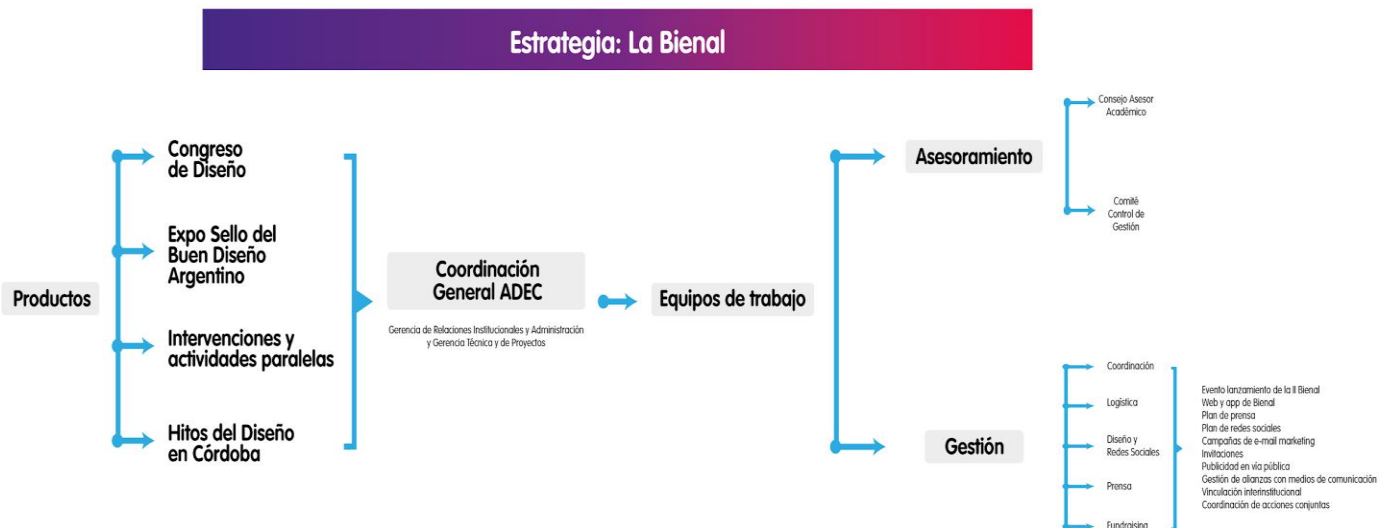 Estrategia: La Bienal
Productos
Congreso
de Diseño
Expo Sello del
Buen Diseño
Argentino
Intervenciones y
actividades paralelas
Hitos del Diseño
en Córdoba
Coordinación
General ADEC
Gerencia de Relaciones Institucionales y Administración
y Gerencia Técnica y de Proyectos
Equipos de trabajo
Asesoramiento
Consejo Asesor
Académico
Comité
Control de
Gestión
Gestión
Coordinación
Logística
Diseño y
Redes Sociales
Prensa
Fundraising
Evento lanzamiento de la II Bienal
Web y app de Bienal
Plan de prensa
Plan de redes sociales
Campañas de e-mail marketing
Invitaciones
Publicidad en vía pública
Gestión de alianzas con medios de comunicación
Vinculación interinstitucional
Coordinación de acciones conjuntas